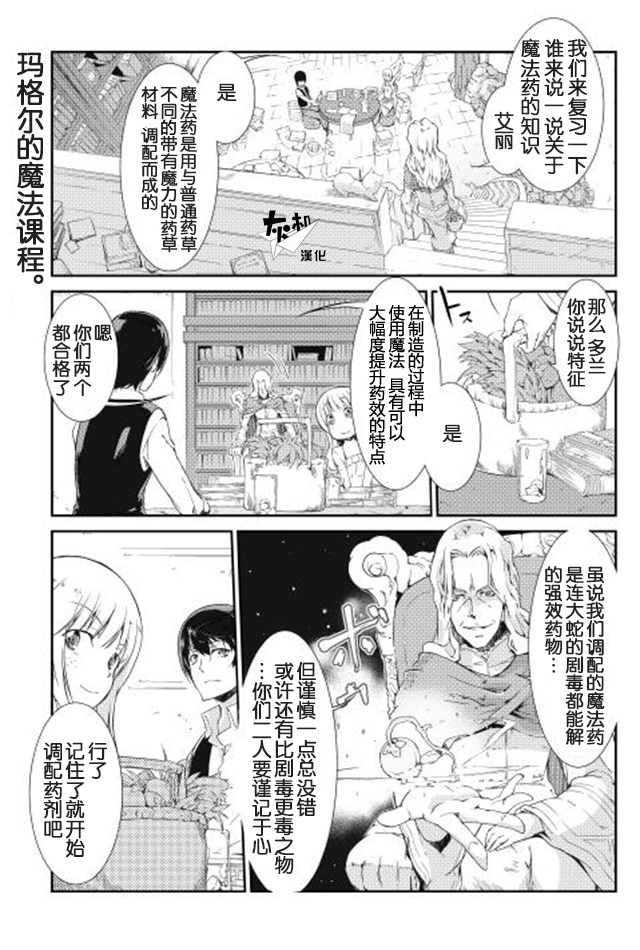 玛格尔的魔法课程。
我们来复习一下
谁来说一说关于
魔法药的知识
艾丽
是
魔法药是用与普通药草
不同的带有魔力的药草
材料 调配而成的
灰机
漢化
那么 多兰
你说说特征
トス
是
在制造的过程中
使用魔法 具有可以
大幅度提升药效的特点
嗯
你们两个
都合格了
虽说我们调配的魔法药
是连大蛇的剧毒都能解
的强效药物…
ボボ
但谨慎一点总没错
或许还有比剧毒更毒之物
…你们二人要谨记于心
行了
记住了就开始
调配药剂吧